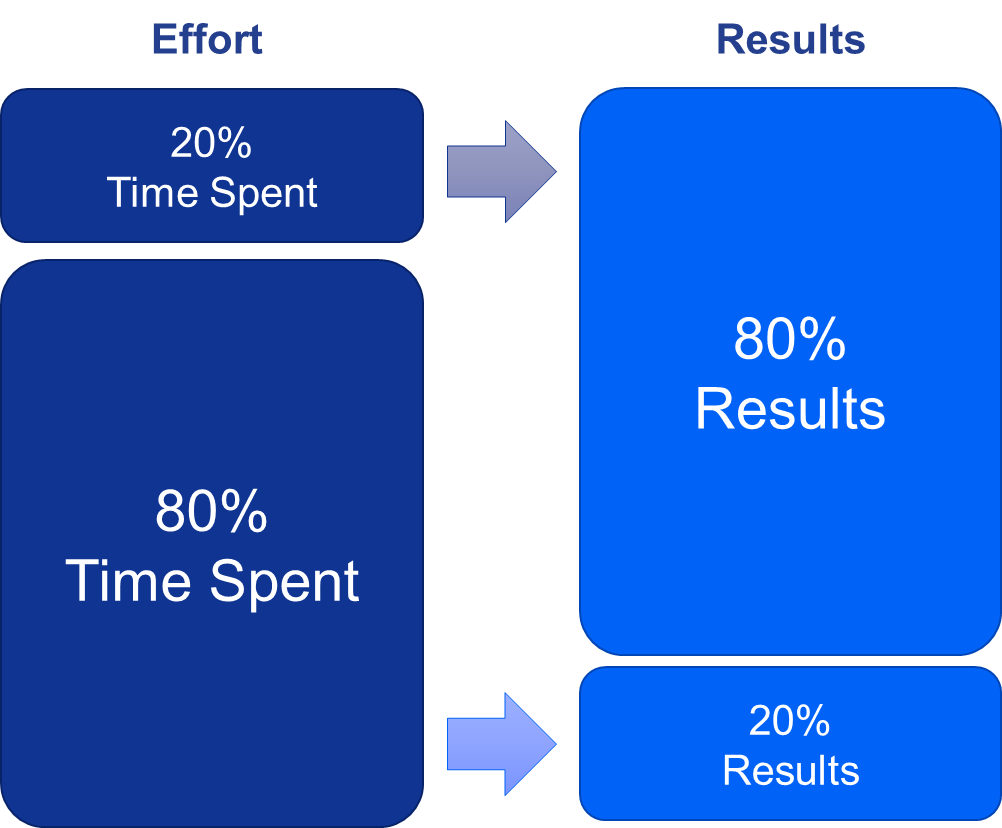 Effort
Results
20%
Time Spent
80%
Results
80%
Time Spent
20%
Results